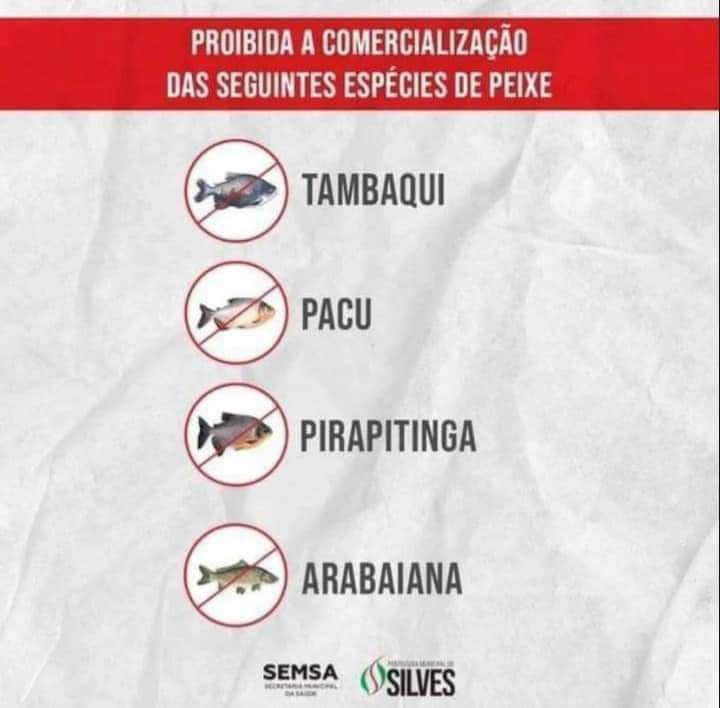 PROIBIDA A COMERCIALIZAÇÃO
DAS SEGUINTES ESPÉCIES DE PEIXE
TAMBAQUI
PACU
PIRAPITINGA
ARABAIANA
SEMSA
SECRETARIA MUNICIPAL
DA SAÚDE
PREFEITURA MUNICIPAL DE
SILVES